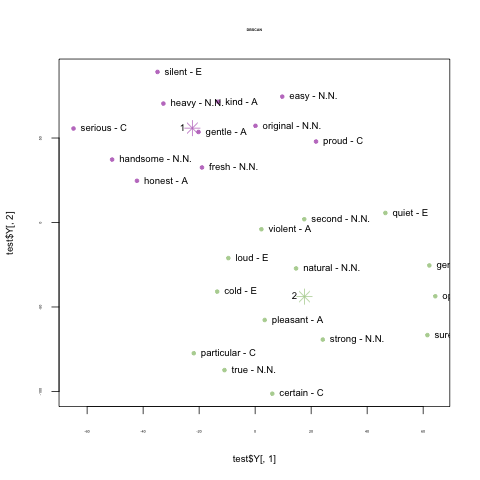 DBSCAN
silent - E
heavy - N.N.
kind - A
easy - N.N.
serious - C
1
gentle - A
original - N.N.
proud - C
handsome - N.N.
fresh - N.N.
honest - A
second - N.N.
quiet - E
violent - A
loud - E
natural - N.N.
cold - E
2
pleasant - A
strong - N.N.
particular - C
true - N.N.
certain - C
test$Y[, 2]
test$Y[, 1]